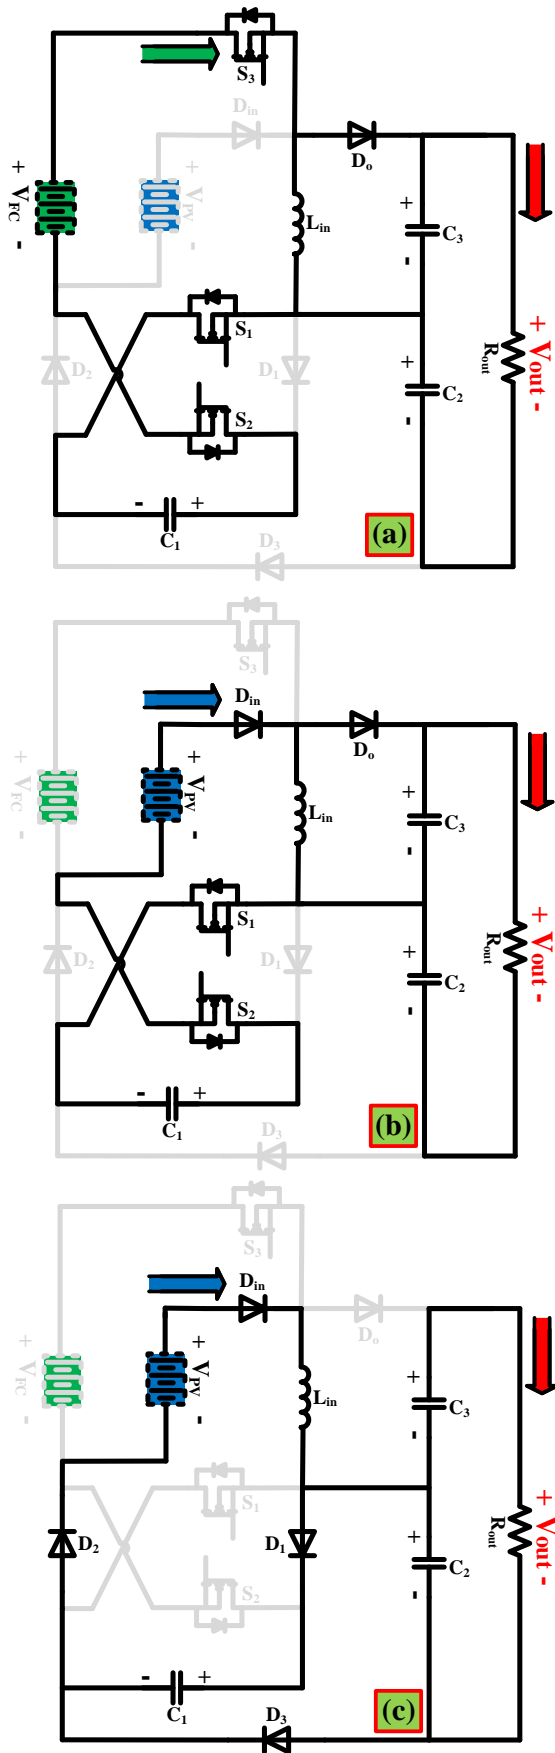 S3
Din
Do
+ VFC -
+ VPV -
Lin
+
C3
-
+ Vout -
Rout
S1
D2
D1
+
C2
-
S2
- +
C1
(a)
D3
S3
Din
Do
+ VFC -
+ VPV -
Lin
+
C3
-
+ Vout -
Rout
S1
D2
D1
+
C2
-
S2
- +
C1
(b)
D3
S3
Din
Do
+ VFC -
+ VPV -
Lin
+
C3
-
+ Vout -
Rout
S1
D2
D1
+
C2
-
S2
- +
C1
D3
(c)